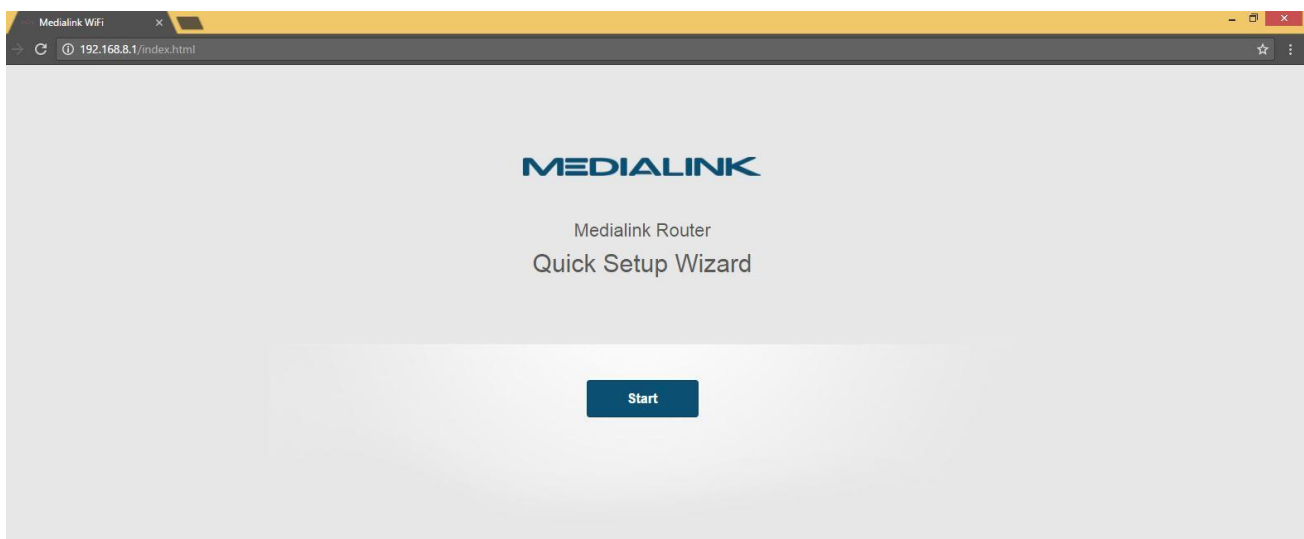 Medialink WiFi
192.168.8.1/index.html
MEDIALINK
Medialink Router
Quick Setup Wizard
Start